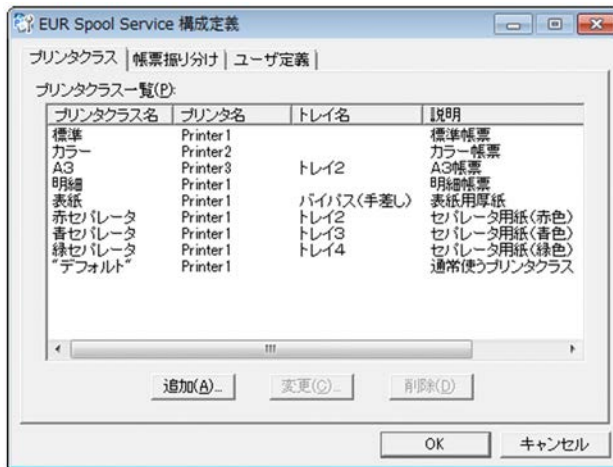 EUR Spool Service 構成定義
プリンタクラス 帳票振り分け ユーザ定義
プリンタクラス一覧(P):
プリンタクラス名 プリンタ名 トレイ名 説明
標準 Printer1 標準帳票
カラー Printer2 カラー帳票
A3 Printer3 トレイ2 A3帳票
明細 Printer1 明細帳票
表紙 Printer1 バイパス(手差し) 表紙用厚紙
赤セパレータ Printer1 トレイ2 セパレータ用紙(赤色)
青セパレータ Printer1 トレイ3 セパレータ用紙(青色)
緑セパレータ Printer1 トレイ4 セパレータ用紙(緑色)
"デフォルト" Printer1 通常使うプリンタクラス
追加(A)... 変更(C)... 削除(D)
OK キャンセル